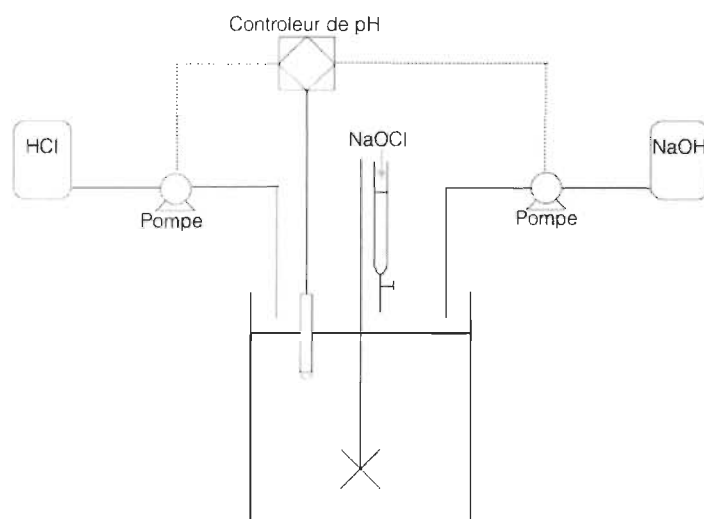 Controleur de pH
HCl
NaOCl
NaOH
Pompe
Pompe